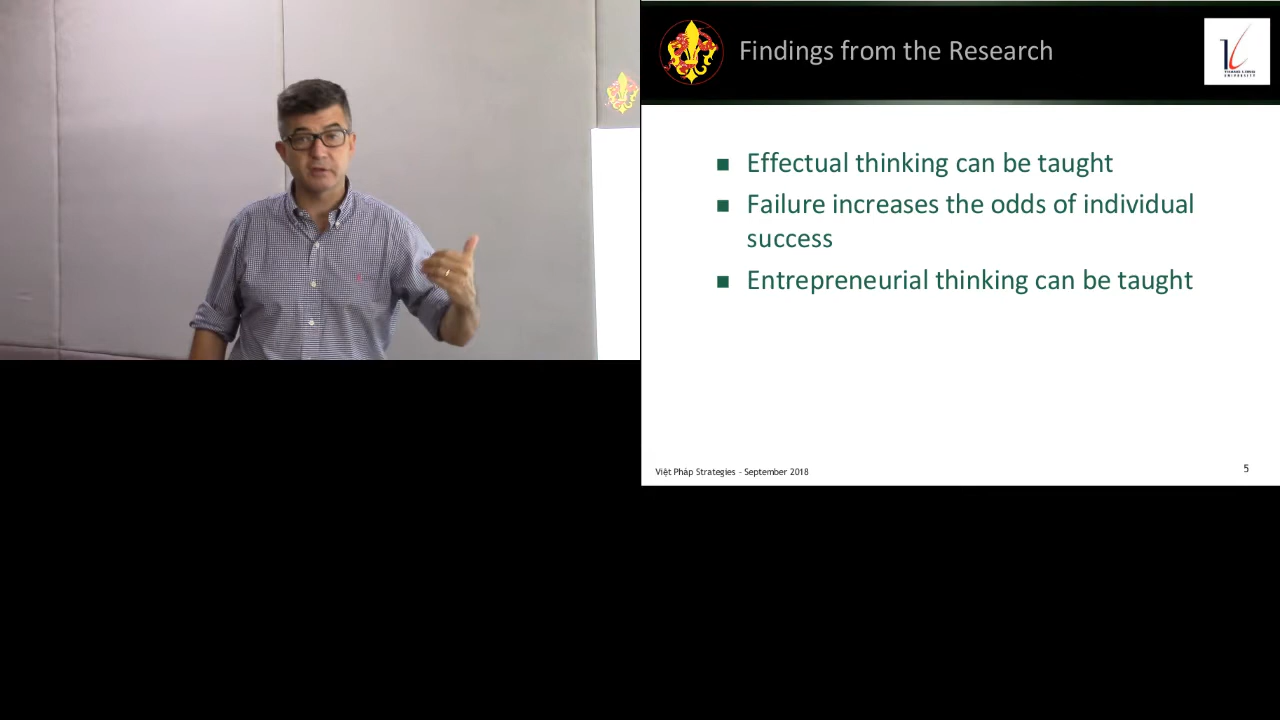 Findings from the Research
Effectual thinking can be taught
Failure increases the odds of individual
success
Entrepreneurial thinking can be taught
Việt Pháp Strategies - September 2018
5